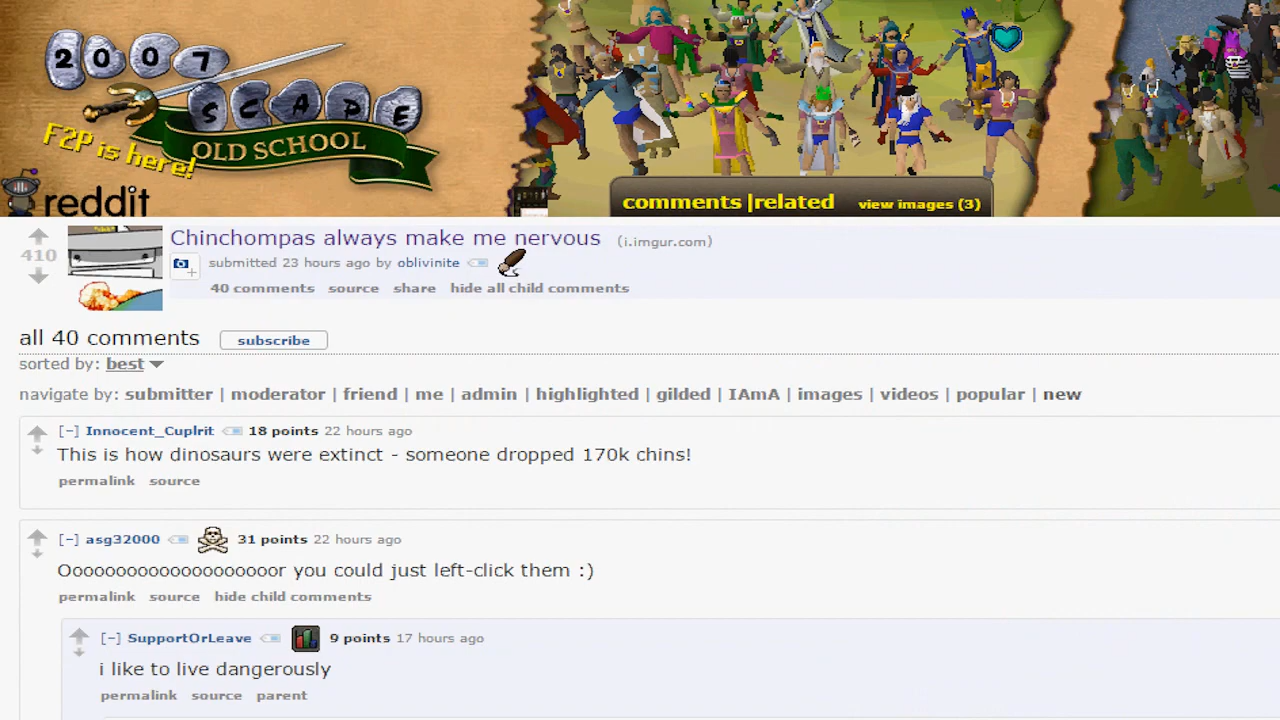 2007
SCAPE
OLD SCHOOL
F2P is here!
reddit
comments |related view images (3)
Chinchompas always make me nervous (i.imgur.com)
410
submitted 23 hours ago by oblivinite
40 comments source share hide all child comments
all 40 comments subscribe
sorted by: best
navigate by: submitter | moderator | friend | me | admin | highlighted | gilded | IAmA | images | videos | popular | new
[–] Innocent_Cuplrit 18 points 22 hours ago
This is how dinosaurs were extinct - someone dropped 170k chins!
permalink source
[–] asg32000 31 points 22 hours ago
Ooooooooooooooooooor you could just left-click them :)
permalink source hide child comments
[–] SupportOrLeave 9 points 17 hours ago
i like to live dangerously
permalink source parent